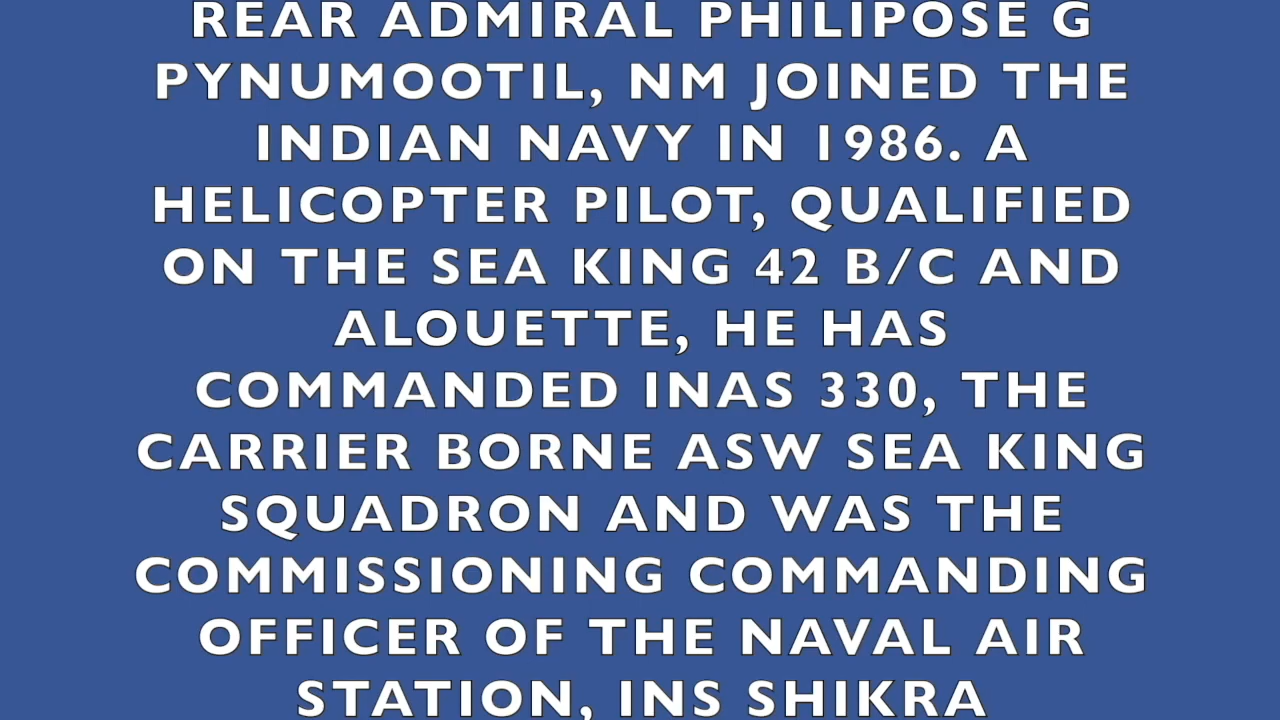 REAR ADMIRAL PHILIPOSE G
PYNUMOOTIL, NM JOINED THE
INDIAN NAVY IN 1986. A
HELICOPTER PILOT, QUALIFIED
ON THE SEA KING 42 B/C AND
ALOUETTE, HE HAS
COMMANDED INAS 330, THE
CARRIER BORNE ASW SEA KING
SQUADRON AND WAS THE
COMMISSIONING COMMANDING
OFFICER OF THE NAVAL AIR
STATION, INS SHIKRA